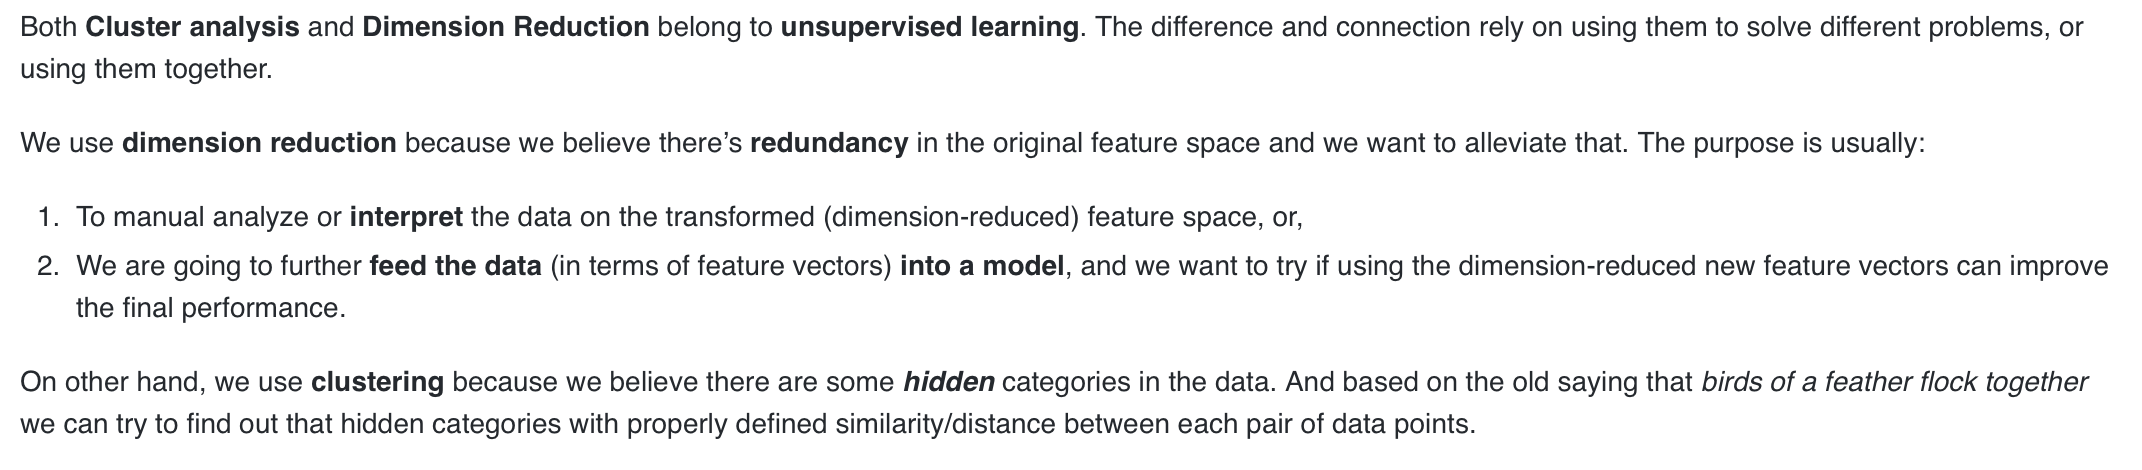 Both Cluster analysis and Dimension Reduction belong to unsupervised learning. The difference and connection rely on using them to solve different problems, or
using them together.
We use dimension reduction because we believe there’s redundancy in the original feature space and we want to alleviate that. The purpose is usually:
1. To manual analyze or interpret the data on the transformed (dimension-reduced) feature space, or,
2. We are going to further feed the data (in terms of feature vectors) into a model, and we want to try if using the dimension-reduced new feature vectors can improve
the final performance.
On other hand, we use clustering because we believe there are some hidden categories in the data. And based on the old saying that birds of a feather flock together
we can try to find out that hidden categories with properly defined similarity/distance between each pair of data points.